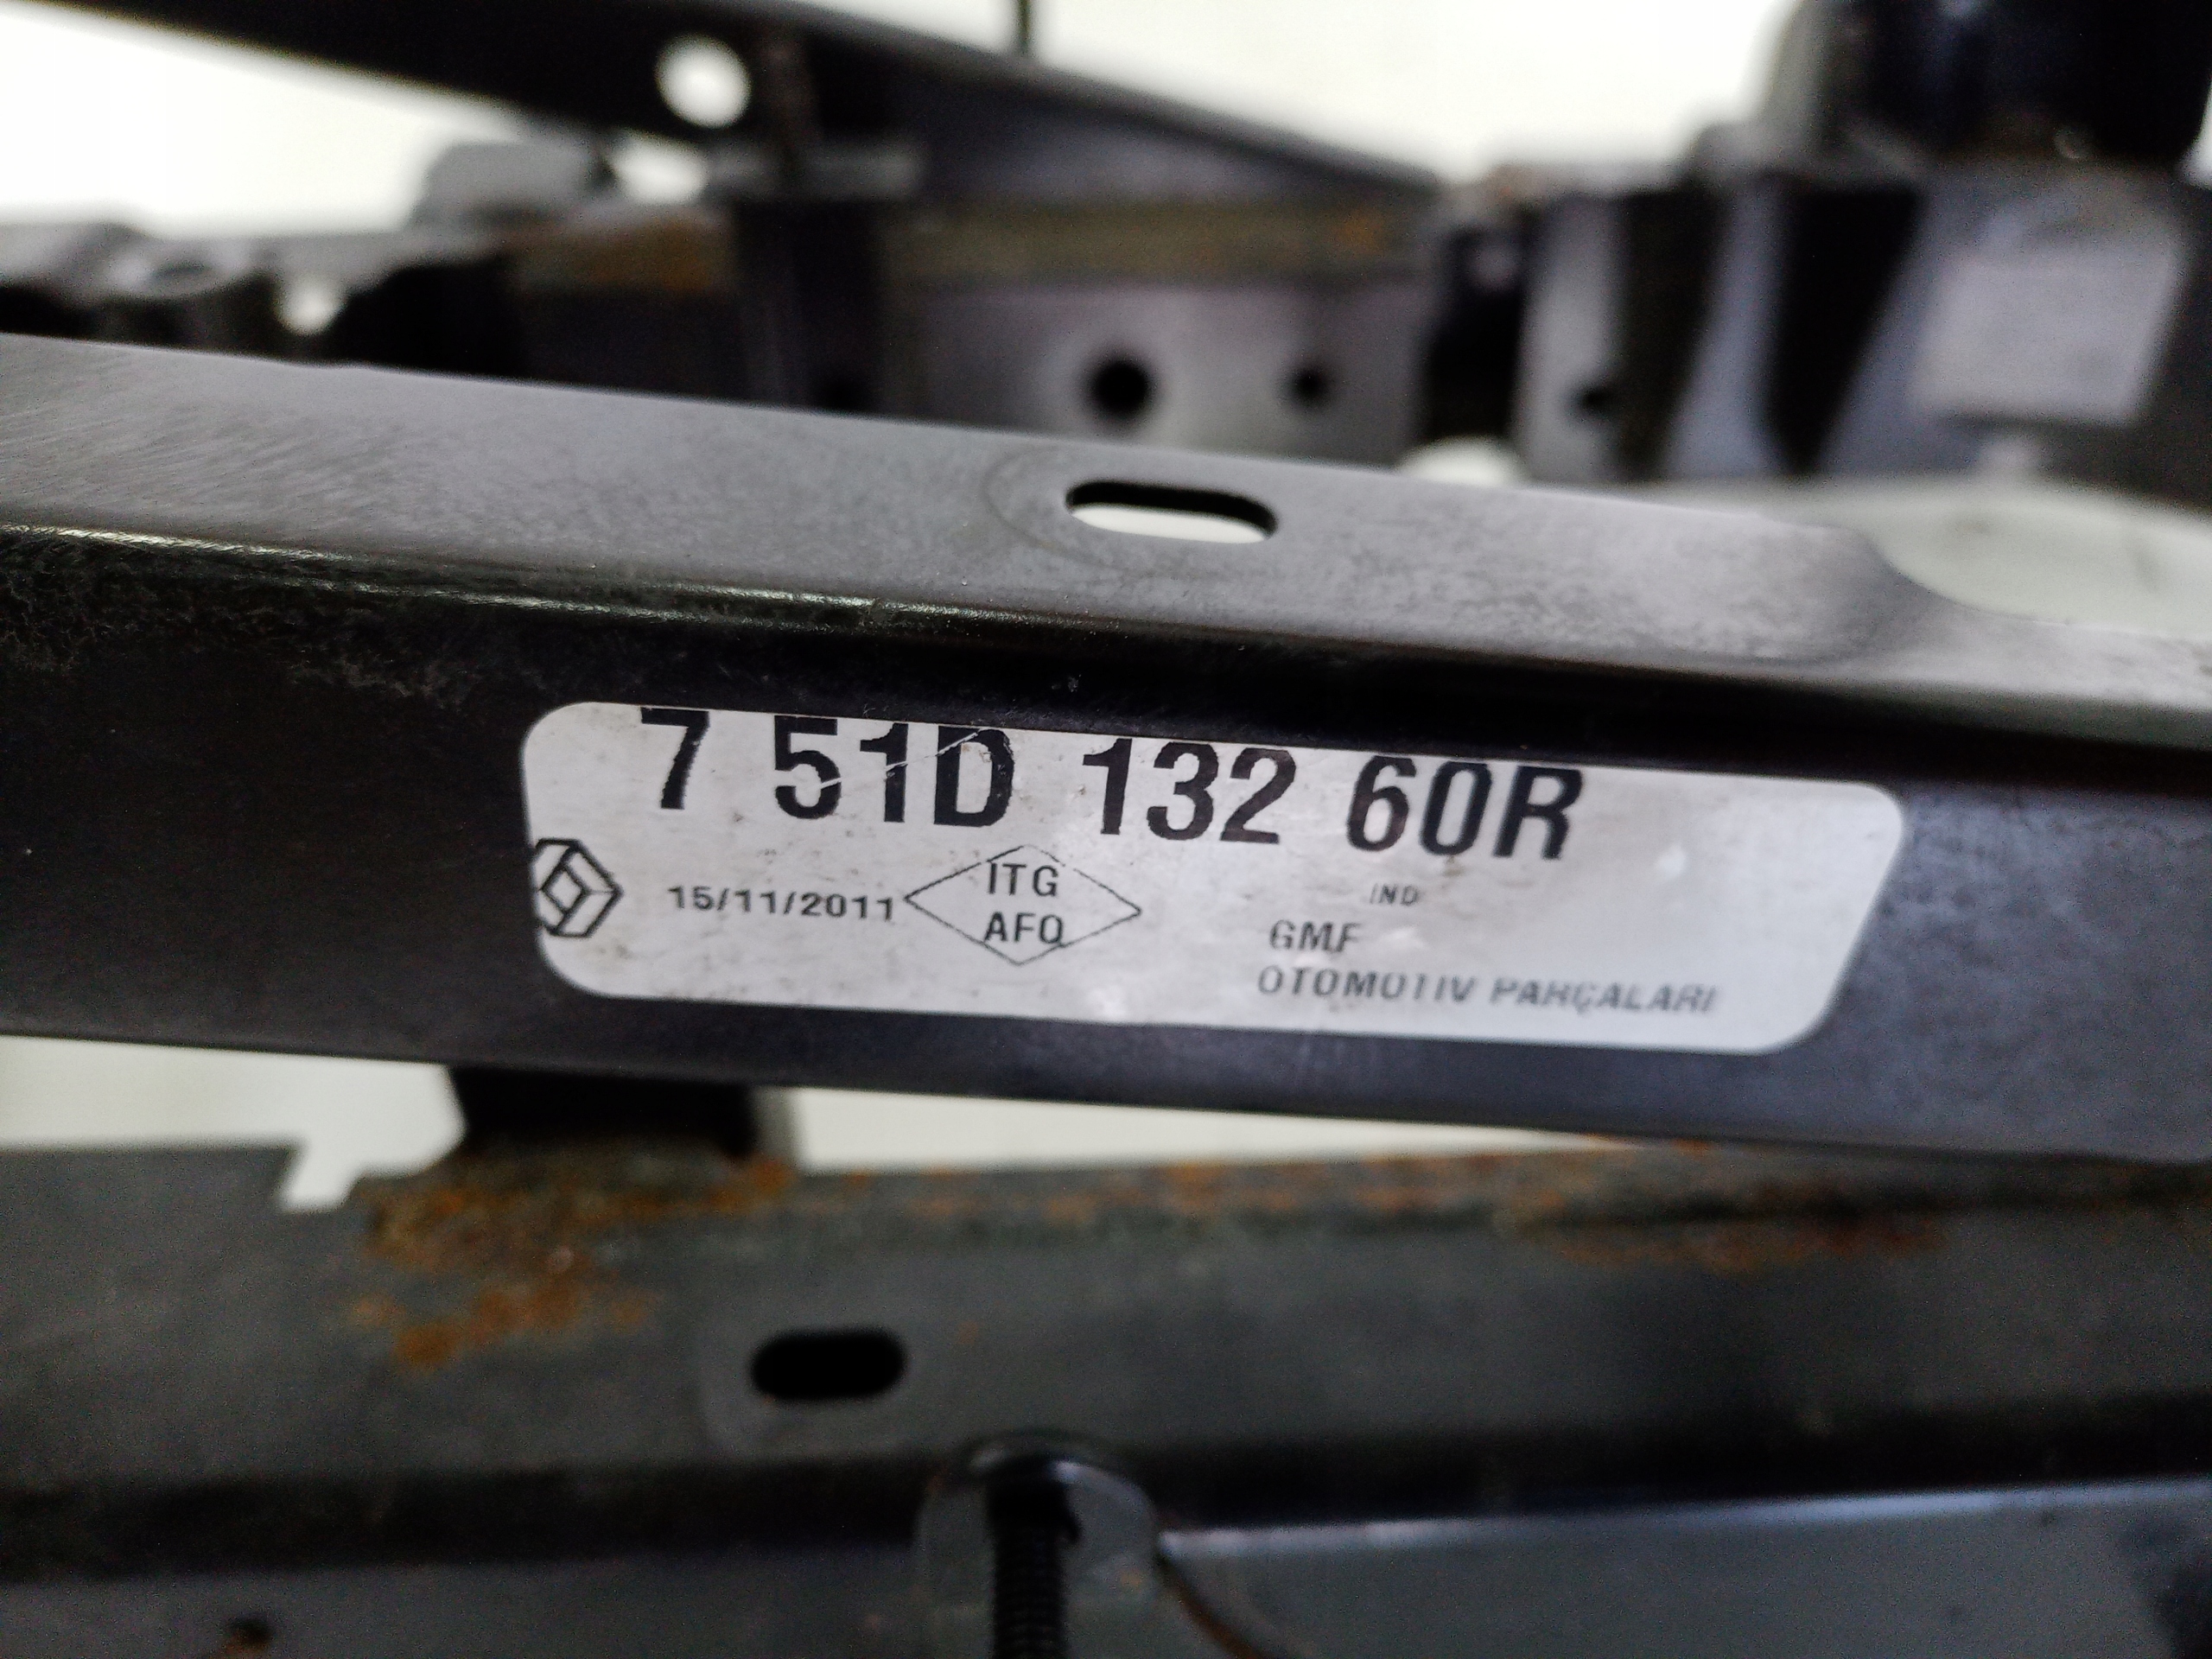 7 51D 132 60R
15/11/2011
ITG
AFQ
IND
GMF
OTOMOTIV PARÇALARI